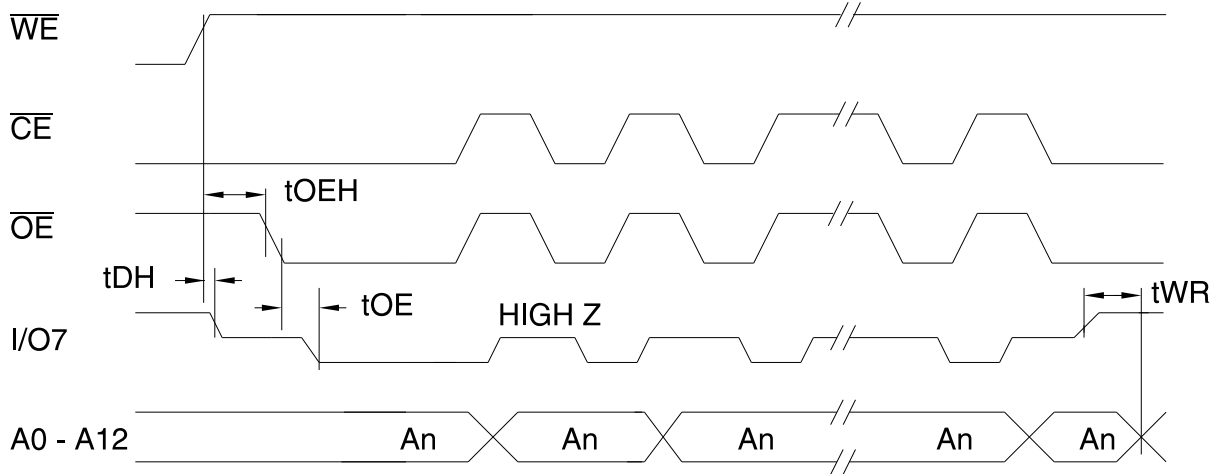 WE
CE
tOEH
OE
tDH
tOE
HIGH Z
tWR
I/O7
A0 - A12 An An An An An